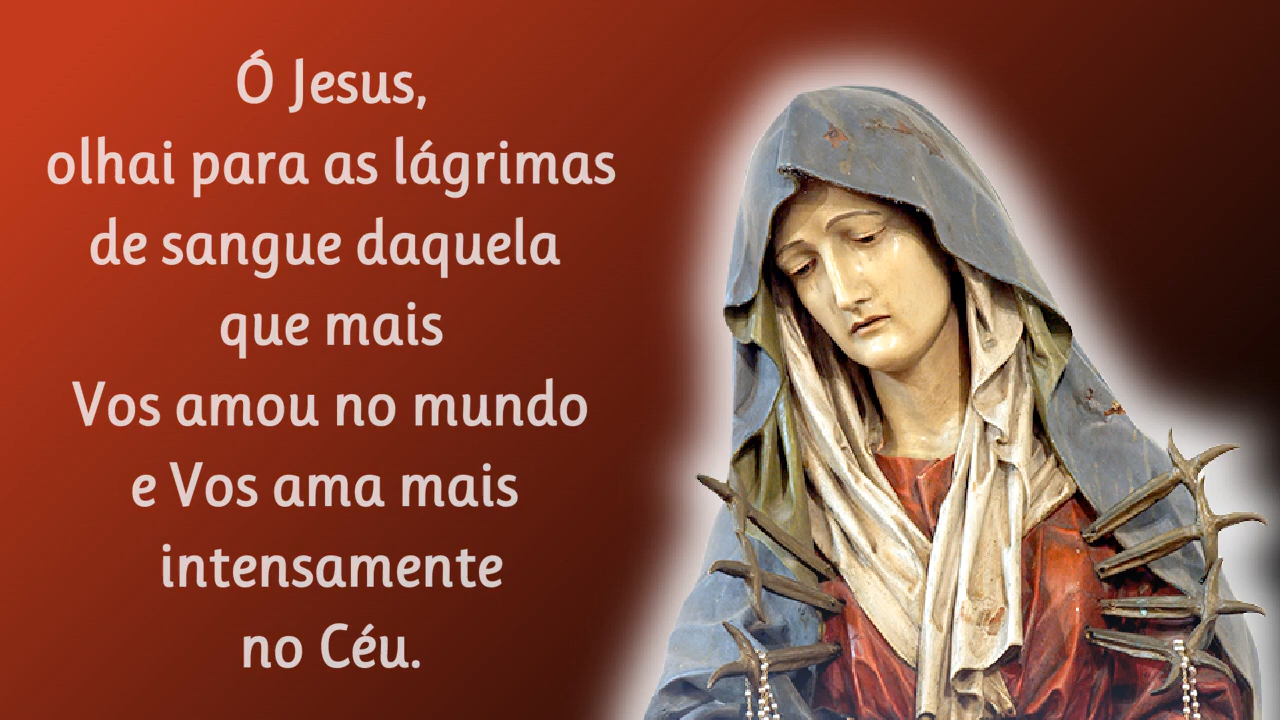 Ó Jesus,
olhai para as lágrimas
de sangue daquela
que mais
Vos amou no mundo
e Vos ama mais
intensamente
no Céu.